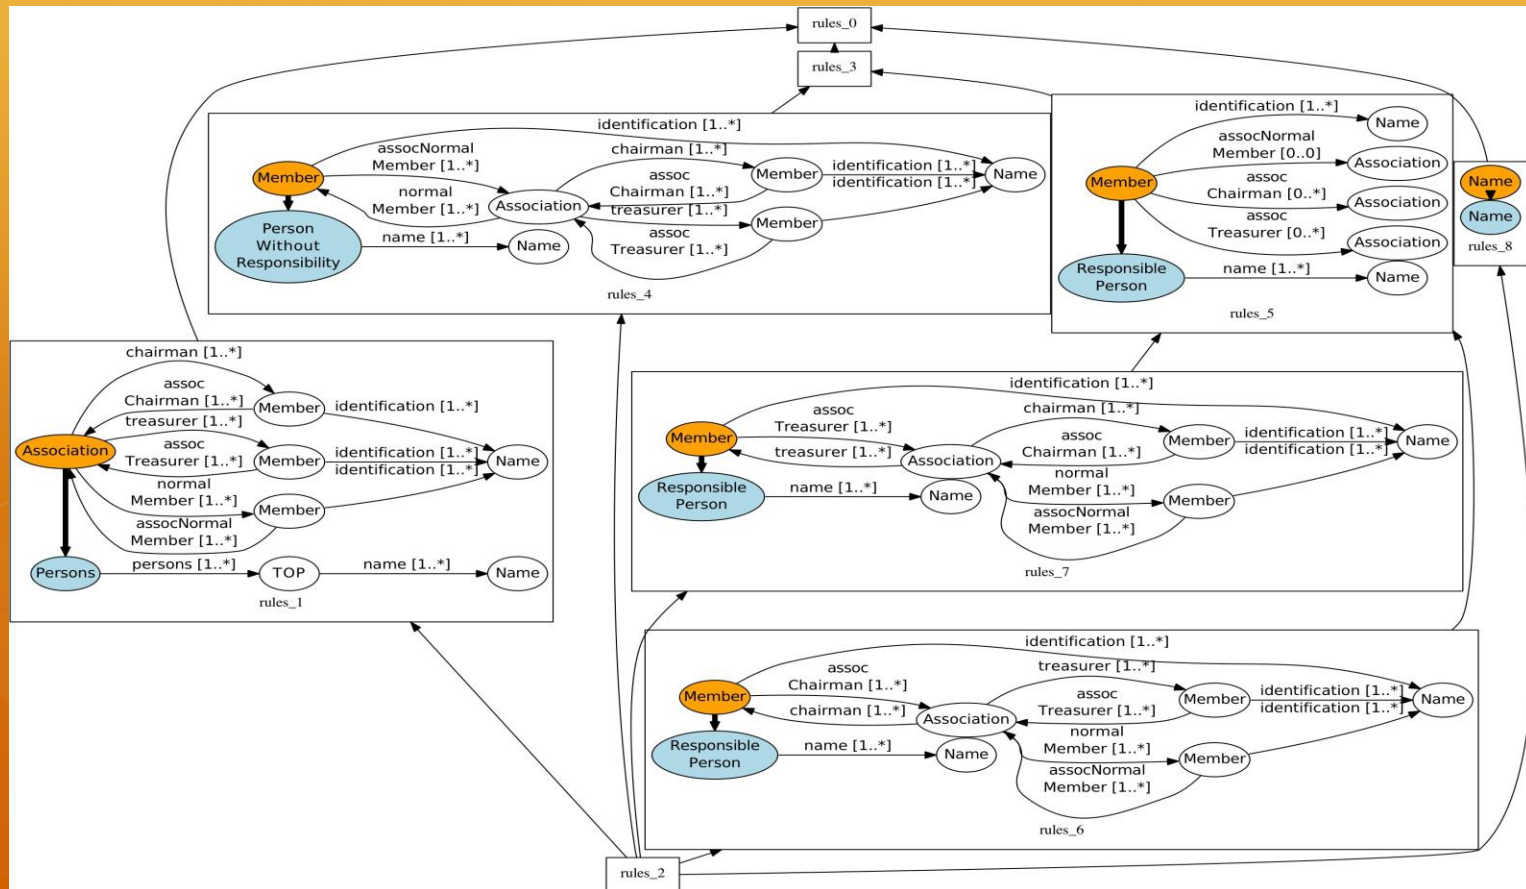 rules_0
rules_3
identification [1..*]
assocNormal
Member [1..*]
chairman [1..*]
identification [1..*]
identification [1..*]
Member
normal
Member [1..*]
assoc
Chairman [1..*]
treasurer [1..*]
assoc
Treasurer [1..*]
Association
Member
Member
Name
Person
Without
Responsibility
name [1..*]
Name
rules_4
identification [1..*]
Name
assocNormal
Member [0..0]
Association
Member
assoc
Chairman [0..*]
Association
assoc
Treasurer [0..*]
Association
Responsible
Person
name [1..*]
Name
rules_5
Name
Name
rules_8
chairman [1..*]
assoc
Chairman [1..*]
Member
identification [1..*]
treasurer [1..*]
Association
assoc
Treasurer [1..*]
Member
identification [1..*]
identification [1..*]
Name
normal
Member [1..*]
Member
assocNormal
Member [1..*]
Persons
persons [1..*]
TOP
name [1..*]
Name
rules_1
identification [1..*]
assoc
Treasurer [1..*]
chairman [1..*]
Member
treasurer [1..*]
Association
assoc
Chairman [1..*]
Member
identification [1..*]
identification [1..*]
Name
Responsible
Person
name [1..*]
Name
normal
Member [1..*]
Member
assocNormal
Member [1..*]
rules_7
identification [1..*]
assoc
Chairman [1..*]
treasurer [1..*]
Member
chairman [1..*]
Association
assoc
Treasurer [1..*]
Member
identification [1..*]
identification [1..*]
Name
Responsible
Person
name [1..*]
Name
normal
Member [1..*]
Member
assocNormal
Member [1..*]
rules_6
rules_2